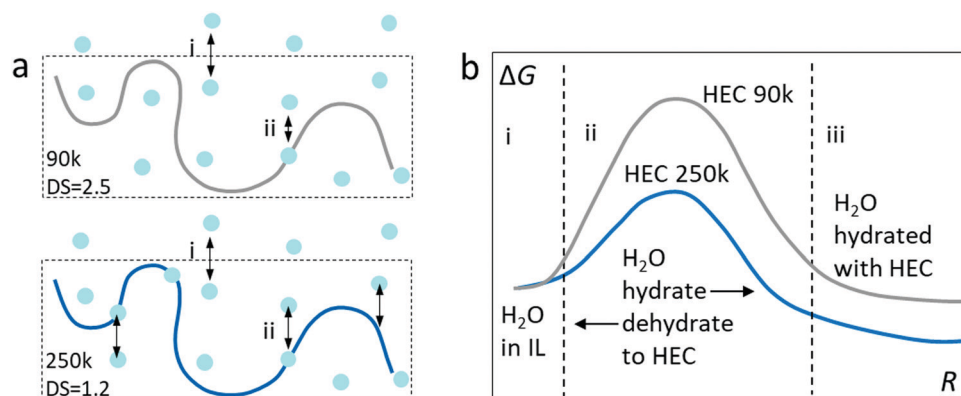 a
i
ii
90k
DS=2.5
i
ii
250k
DS=1.2
b
ΔG
HEC 90k
i
ii
iii
HEC 250k
H₂O
hydrated
with HEC
H₂O
hydrate
dehydrate
to HEC
H₂O
in IL
R